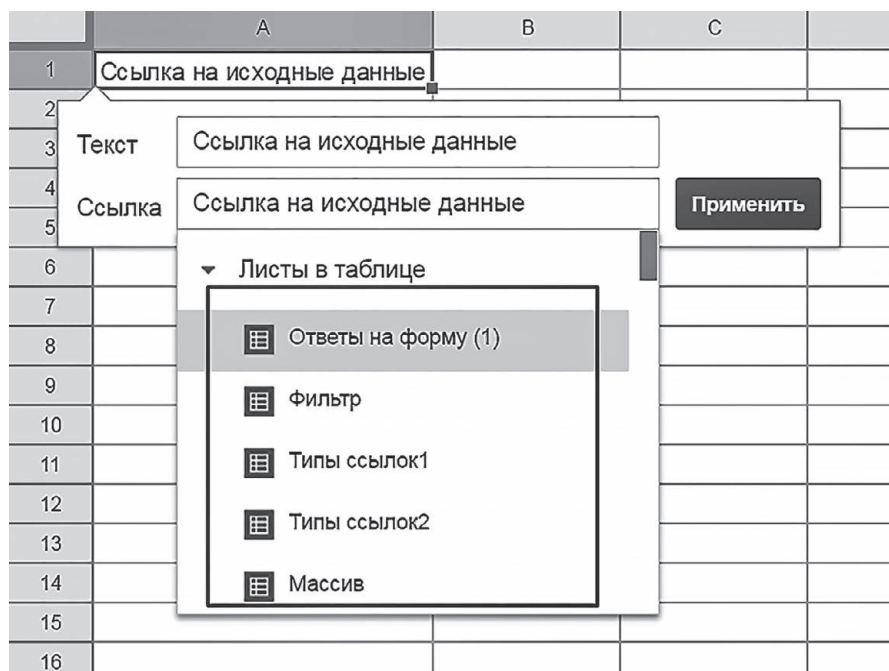 A B C
1 Ссылка на исходные данные
2
3 Текст Ссылка на исходные данные
4
Ссылка Ссылка на исходные данные Применить
5
6 Листы в таблице
7
8 Ответы на форму (1)
9 Фильтр
10
11 Типы ссылок1
12
13 Типы ссылок2
14 Массив
15
16